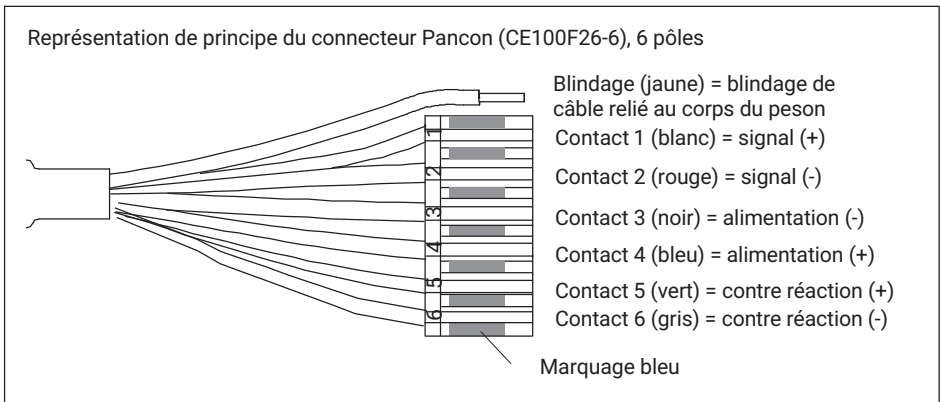 Représentation de principe du connecteur Pancon (CE100F26-6), 6 pôles
Blindage (jaune) = blindage de
câble relié au corps du peson
Contact 1 (blanc) = signal (+)
Contact 2 (rouge) = signal (-)
Contact 3 (noir) = alimentation (-)
Contact 4 (bleu) = alimentation (+)
Contact 5 (vert) = contre réaction (+)
Contact 6 (gris) = contre réaction (-)
1
2
3
4
5
6
Marquage bleu